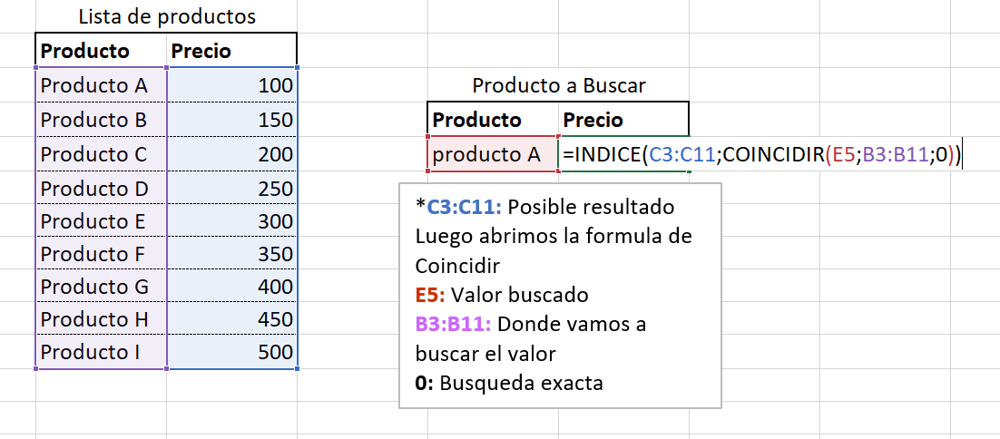 Lista de productos
Producto Precio
Producto A 100
Producto B 150
Producto C 200
Producto D 250
Producto E 300
Producto F 350
Producto G 400
Producto H 450
Producto I 500
Producto a Buscar
Producto Precio
producto A =INDICE(C3:C11;COINCIDIR(E5;B3:B11;0))
*C3:C11: Posible resultado
Luego abrimos la formula de
Coincidir
E5: Valor buscado
B3:B11: Donde vamos a
buscar el valor
0: Busqueda exacta